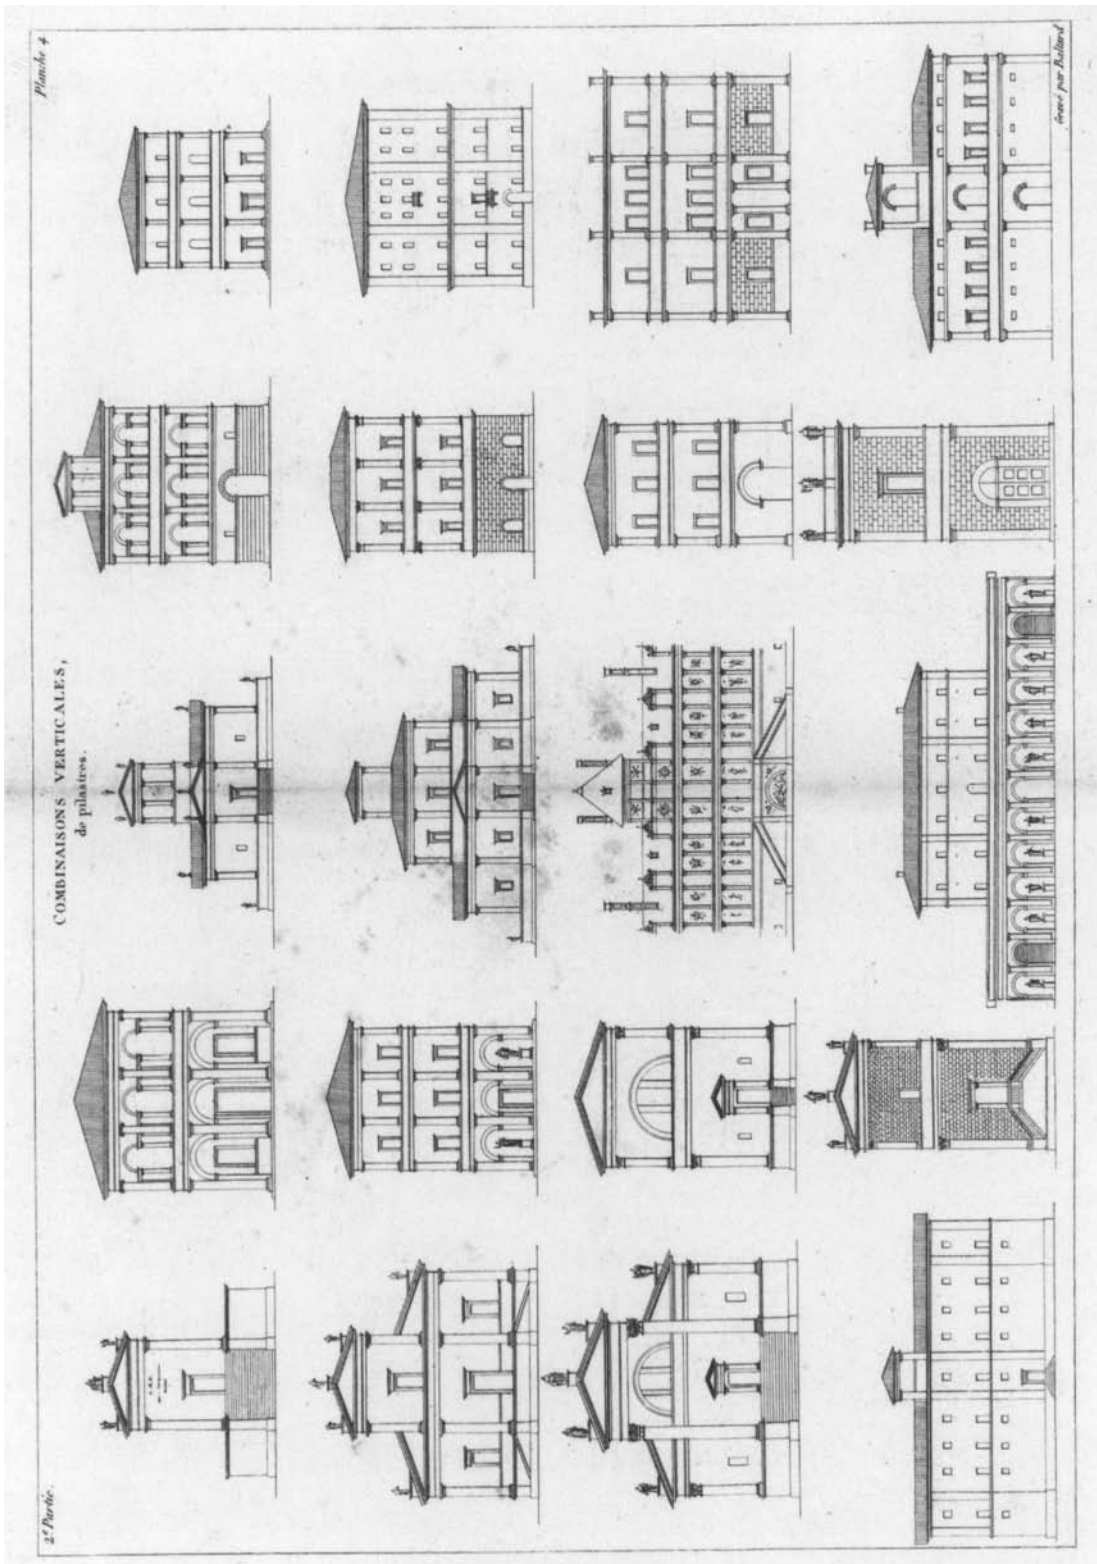 2.e Partie.
Planche 4
COMBINAISONS VERTICALES,
de pilastres.
Gravé par Baltard